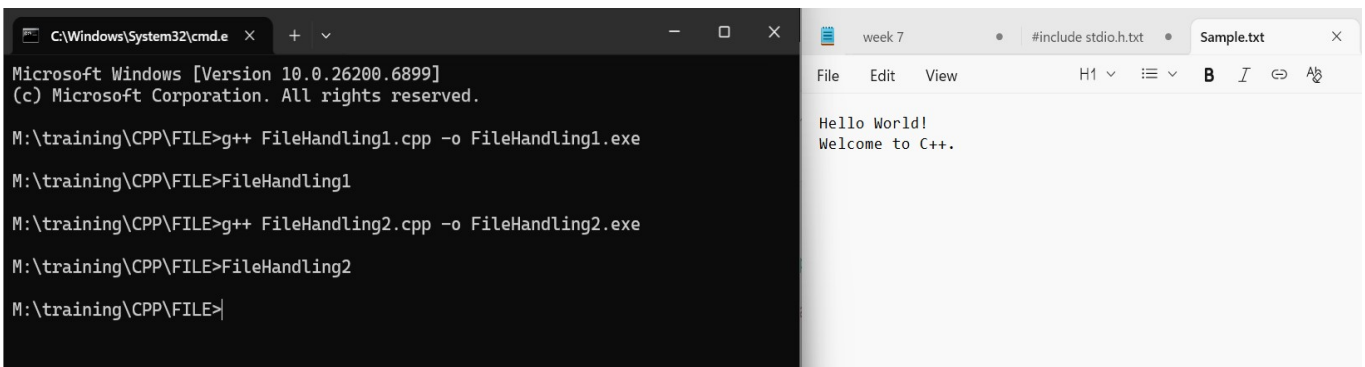 C:\Windows\System32\cmd.e
Microsoft Windows [Version 10.0.26200.6899]
(c) Microsoft Corporation. All rights reserved.
M:\training\CPP\FILE>g++ FileHandling1.cpp -o FileHandling1.exe
M:\training\CPP\FILE>FileHandling1
M:\training\CPP\FILE>g++ FileHandling2.cpp -o FileHandling2.exe
M:\training\CPP\FILE>FileHandling2
M:\training\CPP\FILE>
week 7
#include stdio.h.txt
Sample.txt
File Edit View H1 B I
Hello World!
Welcome to C++.